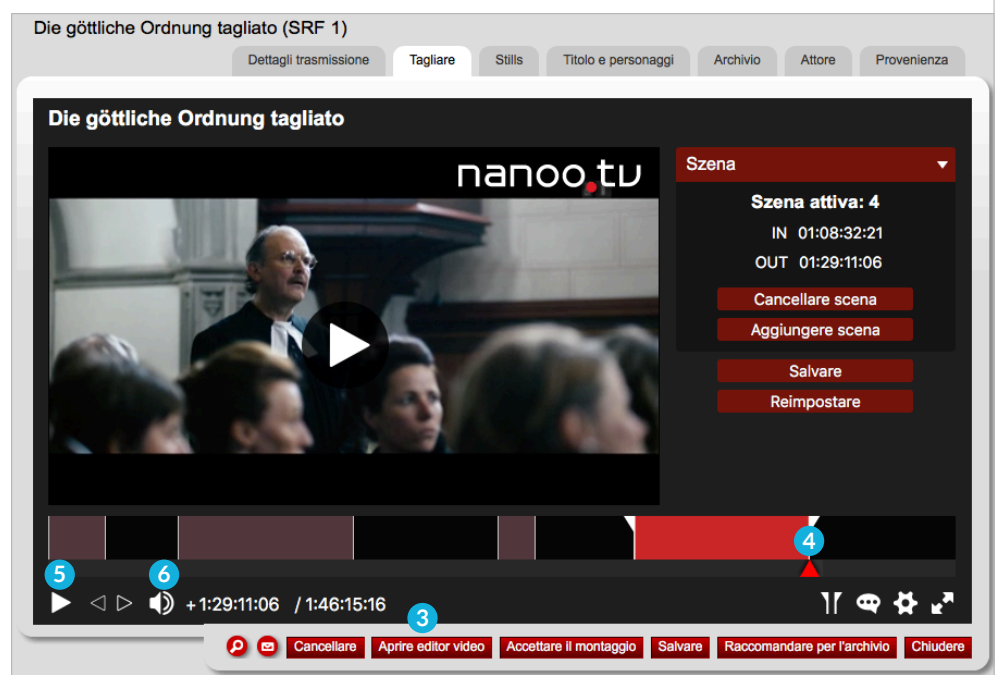 Die göttliche Ordnung tagliato (SRF 1)
Dettagli trasmissione Tagliare Stills Titolo e personaggi Archivio Attore Provenienza
Die göttliche Ordnung tagliato
nanoo.tv
Szena
Szena attiva: 4
IN 01:08:32:21
OUT 01:29:11:06
Cancellare scena
Aggiungere scena
Salvare
Reimpostare
4
5 6
+1:29:11:06 / 1:46:15:16
3
Cancellare Aprire editor video Accettare il montaggio Salvare Raccomandare per l'archivio Chiudere